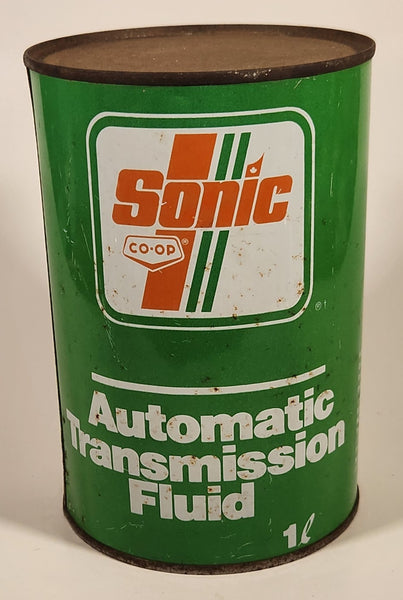 Sonic
CO-OP®
®
Automatic
Transmission
Fluid
1ℓ